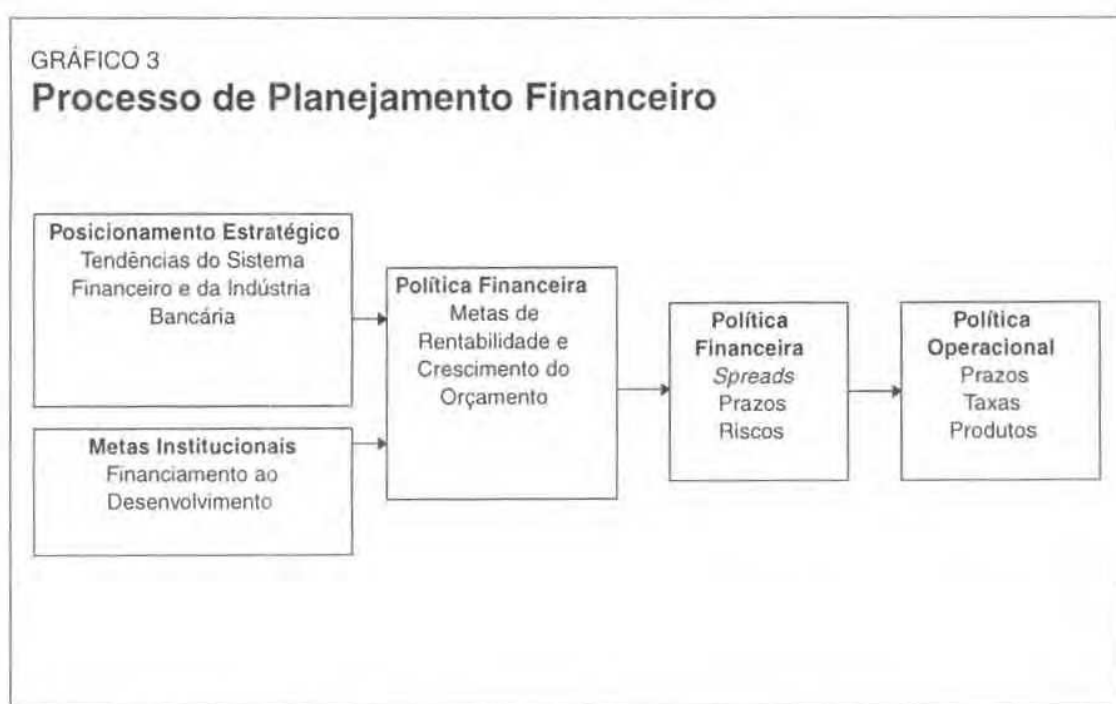 GRÁFICO 3
Processo de Planejamento Financeiro
Posicionamento Estratégico
Tendências do Sistema
Financeiro e da Indústria
Bancária
Metas Institucionais
Financiamento ao
Desenvolvimento
Política Financeira
Metas de
Rentabilidade e
Crescimento do
Orçamento
Política
Financeira
Spreads
Prazos
Riscos
Política
Operacional
Prazos
Taxas
Produtos